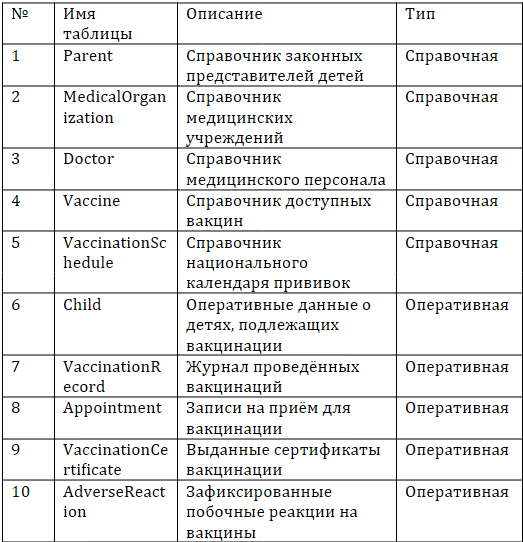 № Имя таблицы Описание Тип
1 Parent Справочник законных представителей детей Справочная
2 MedicalOrganization Справочник медицинских учреждений Справочная
3 Doctor Справочник медицинского персонала Справочная
4 Vaccine Справочник доступных вакцин Справочная
5 VaccinationSchedule Справочник национального календаря прививок Справочная
6 Child Оперативные данные о детях, подлежащих вакцинации Оперативная
7 VaccinationRecord Журнал проведённых вакцинаций Оперативная
8 Appointment Записи на приём для вакцинации Оперативная
9 VaccinationCertificate Выданные сертификаты вакцинации Оперативная
10 AdverseReaction Зафиксированные побочные реакции на вакцины Оперативная